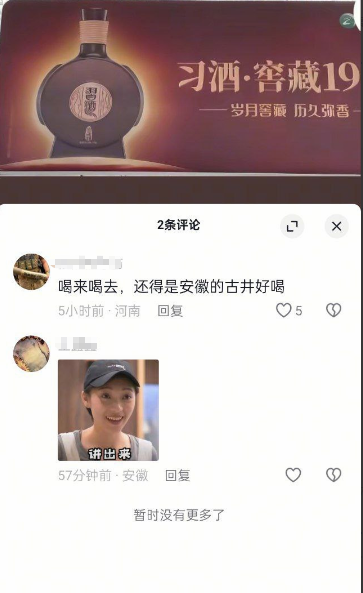 习酒·窖藏19
岁月窖藏 历久弥香
习酒
2条评论
喝来喝去，还得是安徽的古井好喝
5小时前 · 河南 回复
5
讲出来
57分钟前 · 安徽 回复
暂时没有更多了